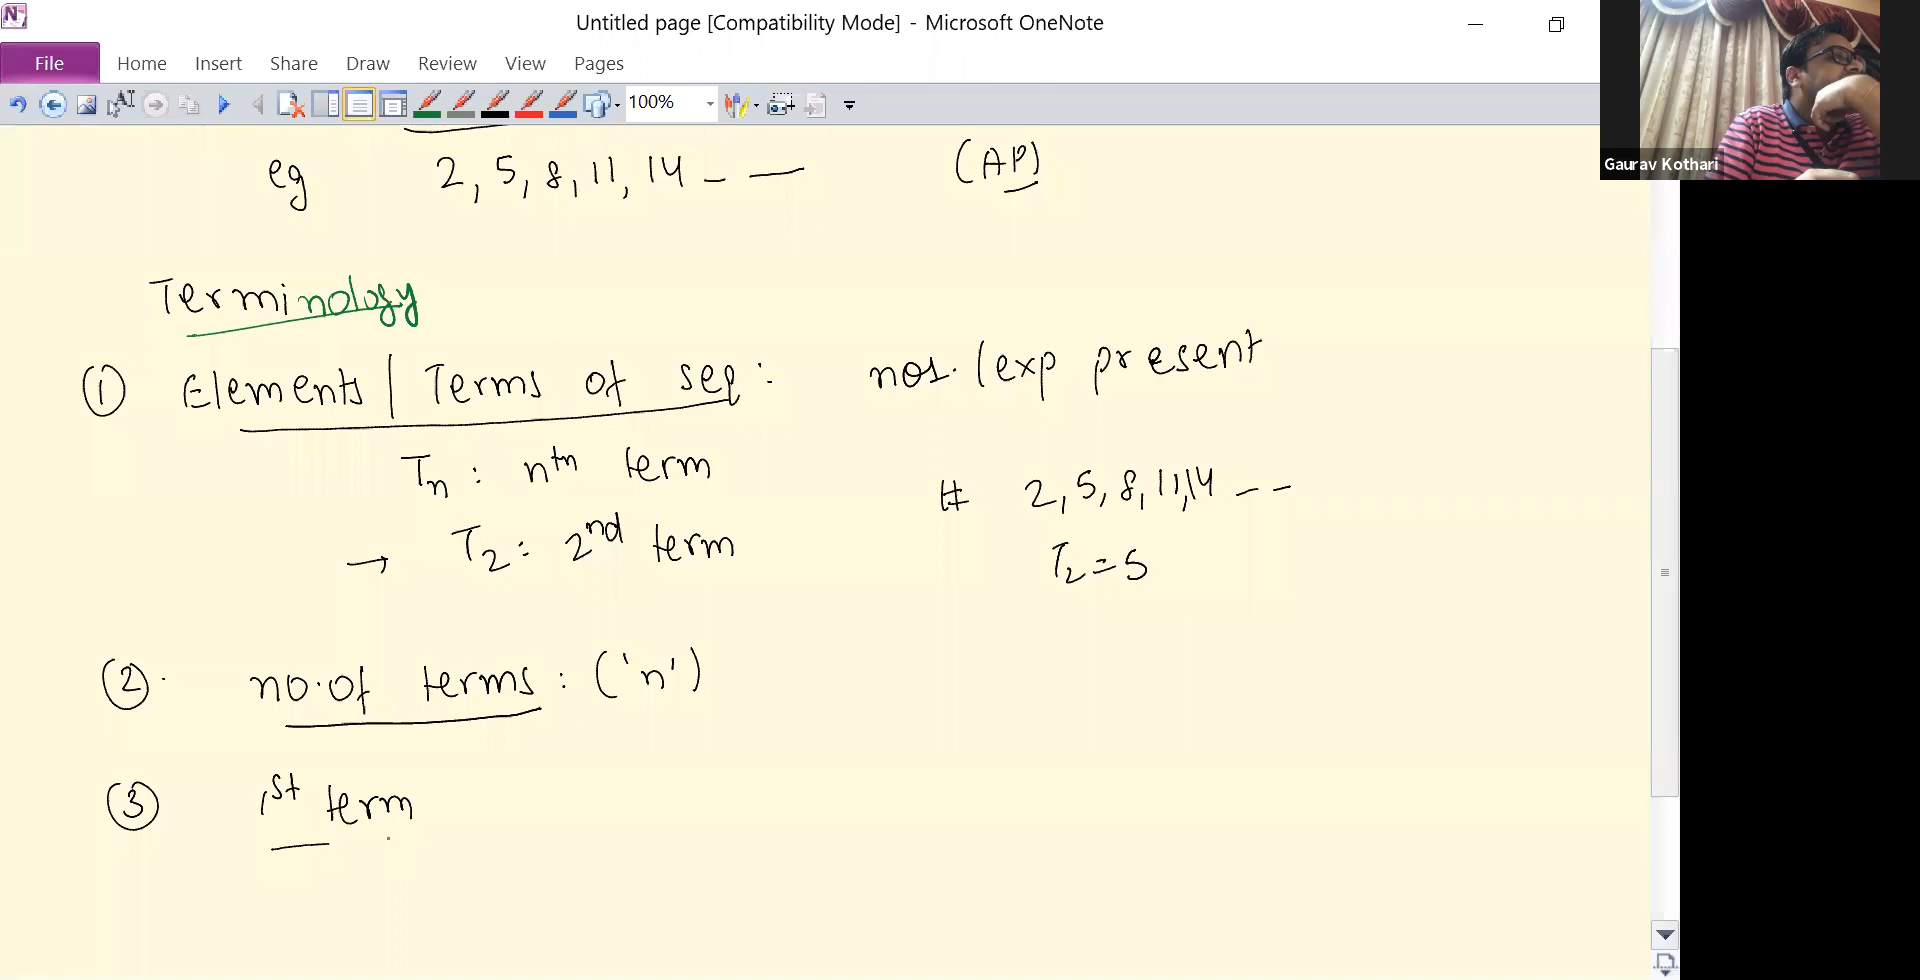 Untitled page [Compatibility Mode] - Microsoft OneNote
File Home Insert Share Draw Review View Pages
100%
Gaurav Kothari
eg 2, 5, 8, 11, 14 - — (AP)
Terminology
① Elements / Terms of seq : nos. / exp present
Tn : nth term
# 2, 5, 8, 11, 14 - -
→ T2 : 2nd term
T2 = 5
② no. of terms : ('n')
③ 1st term